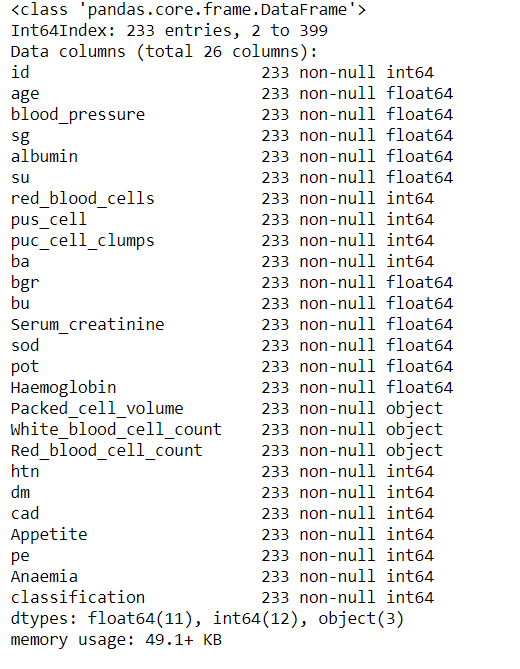 <class 'pandas.core.frame.DataFrame'>
Int64Index: 233 entries, 2 to 399
Data columns (total 26 columns):
id                      233 non-null int64
age                     233 non-null float64
blood_pressure          233 non-null float64
sg                      233 non-null float64
albumin                 233 non-null float64
su                      233 non-null float64
red_blood_cells         233 non-null int64
pus_cell                233 non-null int64
puc_cell_clumps         233 non-null int64
ba                      233 non-null int64
bgr                     233 non-null float64
bu                      233 non-null float64
Serum_creatinine        233 non-null float64
sod                     233 non-null float64
pot                     233 non-null float64
Haemoglobin             233 non-null float64
Packed_cell_volume      233 non-null object
White_blood_cell_count  233 non-null object
Red_blood_cell_count    233 non-null object
htn                     233 non-null int64
dm                      233 non-null int64
cad                     233 non-null int64
Appetite                233 non-null int64
pe                      233 non-null int64
Anaemia                 233 non-null int64
classification          233 non-null int64
dtypes: float64(11), int64(12), object(3)
memory usage: 49.1+ KB